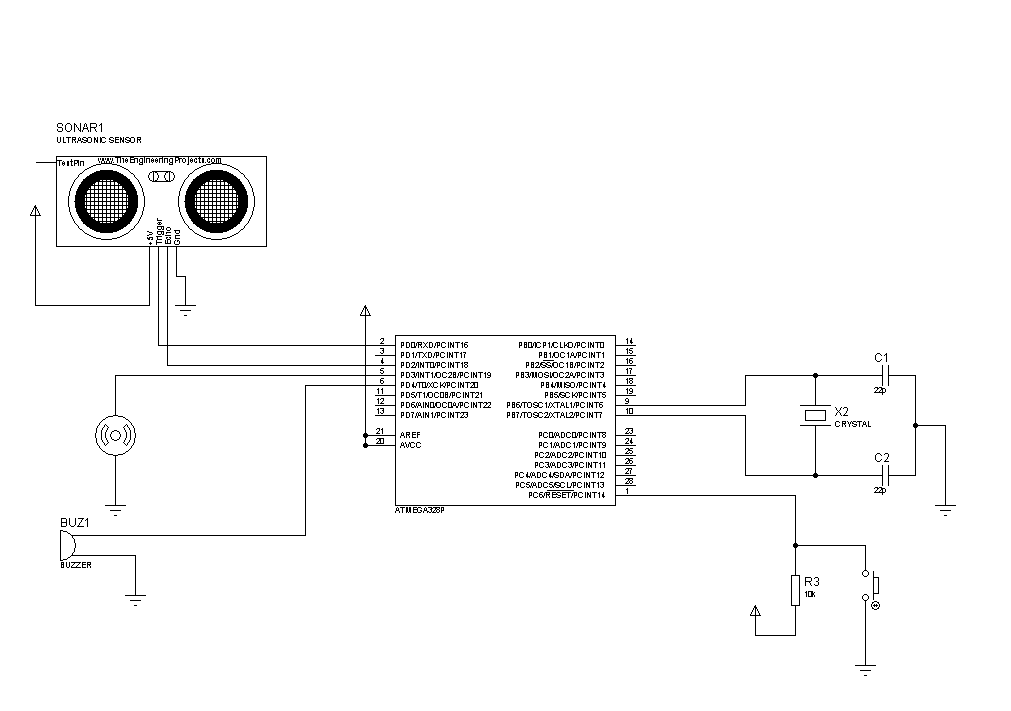 SONAR1
ULTRASONIC SENSOR
TestPin
www.TheEngineeringProjects.com
+5V
Trigger
Echo
Gnd
2 PD0/RXD/PCINT16
3 PD1/TXD/PCINT17
4 PD2/INT0/PCINT18
5 PD3/INT1/OC2B/PCINT19
6 PD4/T0/XCK/PCINT20
11 PD5/T1/OC0B/PCINT21
12 PD6/AIN0/OC0A/PCINT22
13 PD7/AIN1/PCINT23
21 AREF
20 AVCC
PB0/ICP1/CLKO/PCINT0 14
PB1/OC1A/PCINT1 15
PB2/SS/OC1B/PCINT2 16
PB3/MOSI/OC2A/PCINT3 17
PB4/MISO/PCINT4 18
PB5/SCK/PCINT5 19
PB6/TOSC1/XTAL1/PCINT6 9
PB7/TOSC2/XTAL2/PCINT7 10
PC0/ADC0/PCINT8 23
PC1/ADC1/PCINT9 24
PC2/ADC2/PCINT10 25
PC3/ADC3/PCINT11 26
PC4/ADC4/SDA/PCINT12 27
PC5/ADC5/SCL/PCINT13 28
PC6/RESET/PCINT14 1
ATMEGA328P
C1
22p
X2
CRYSTAL
C2
22p
BUZ1
BUZZER
R3
10k